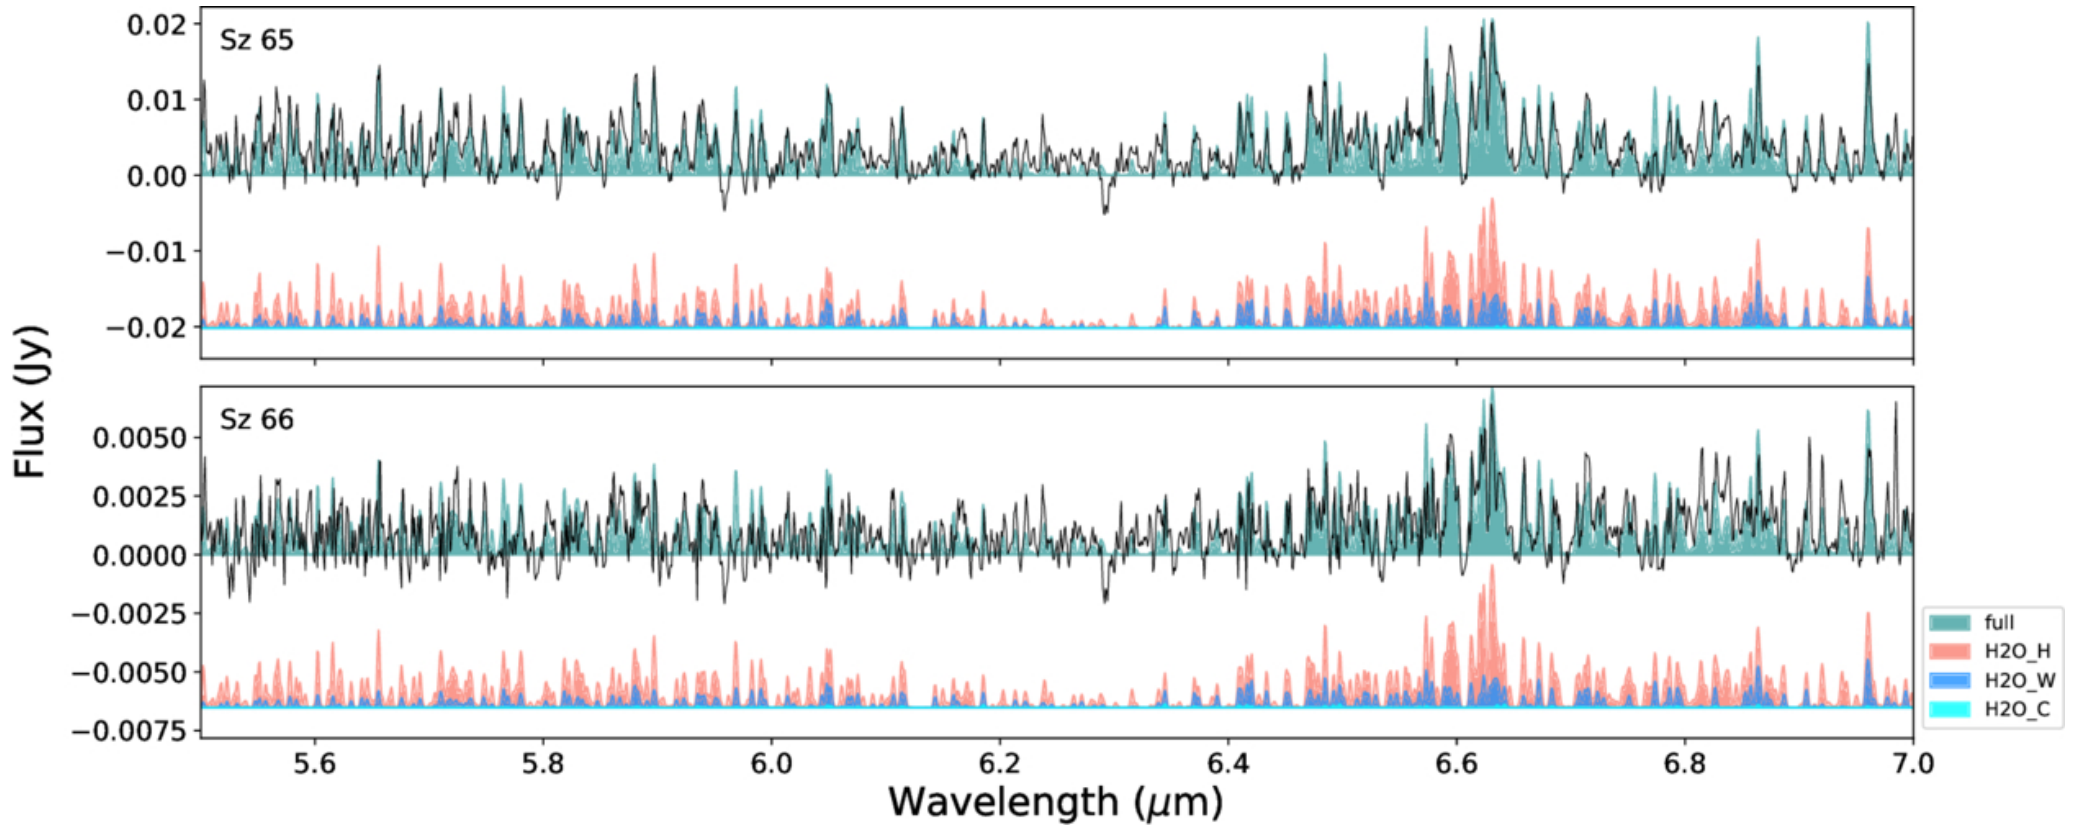 Sz 65
0.02
0.01
0.00
−0.01
−0.02
Sz 66
0.0050
0.0025
0.0000
−0.0025
−0.0050
−0.0075
5.6 5.8 6.0 6.2 6.4 6.6 6.8 7.0
Flux (Jy)
Wavelength (μm)
full
H2O_H
H2O_W
H2O_C